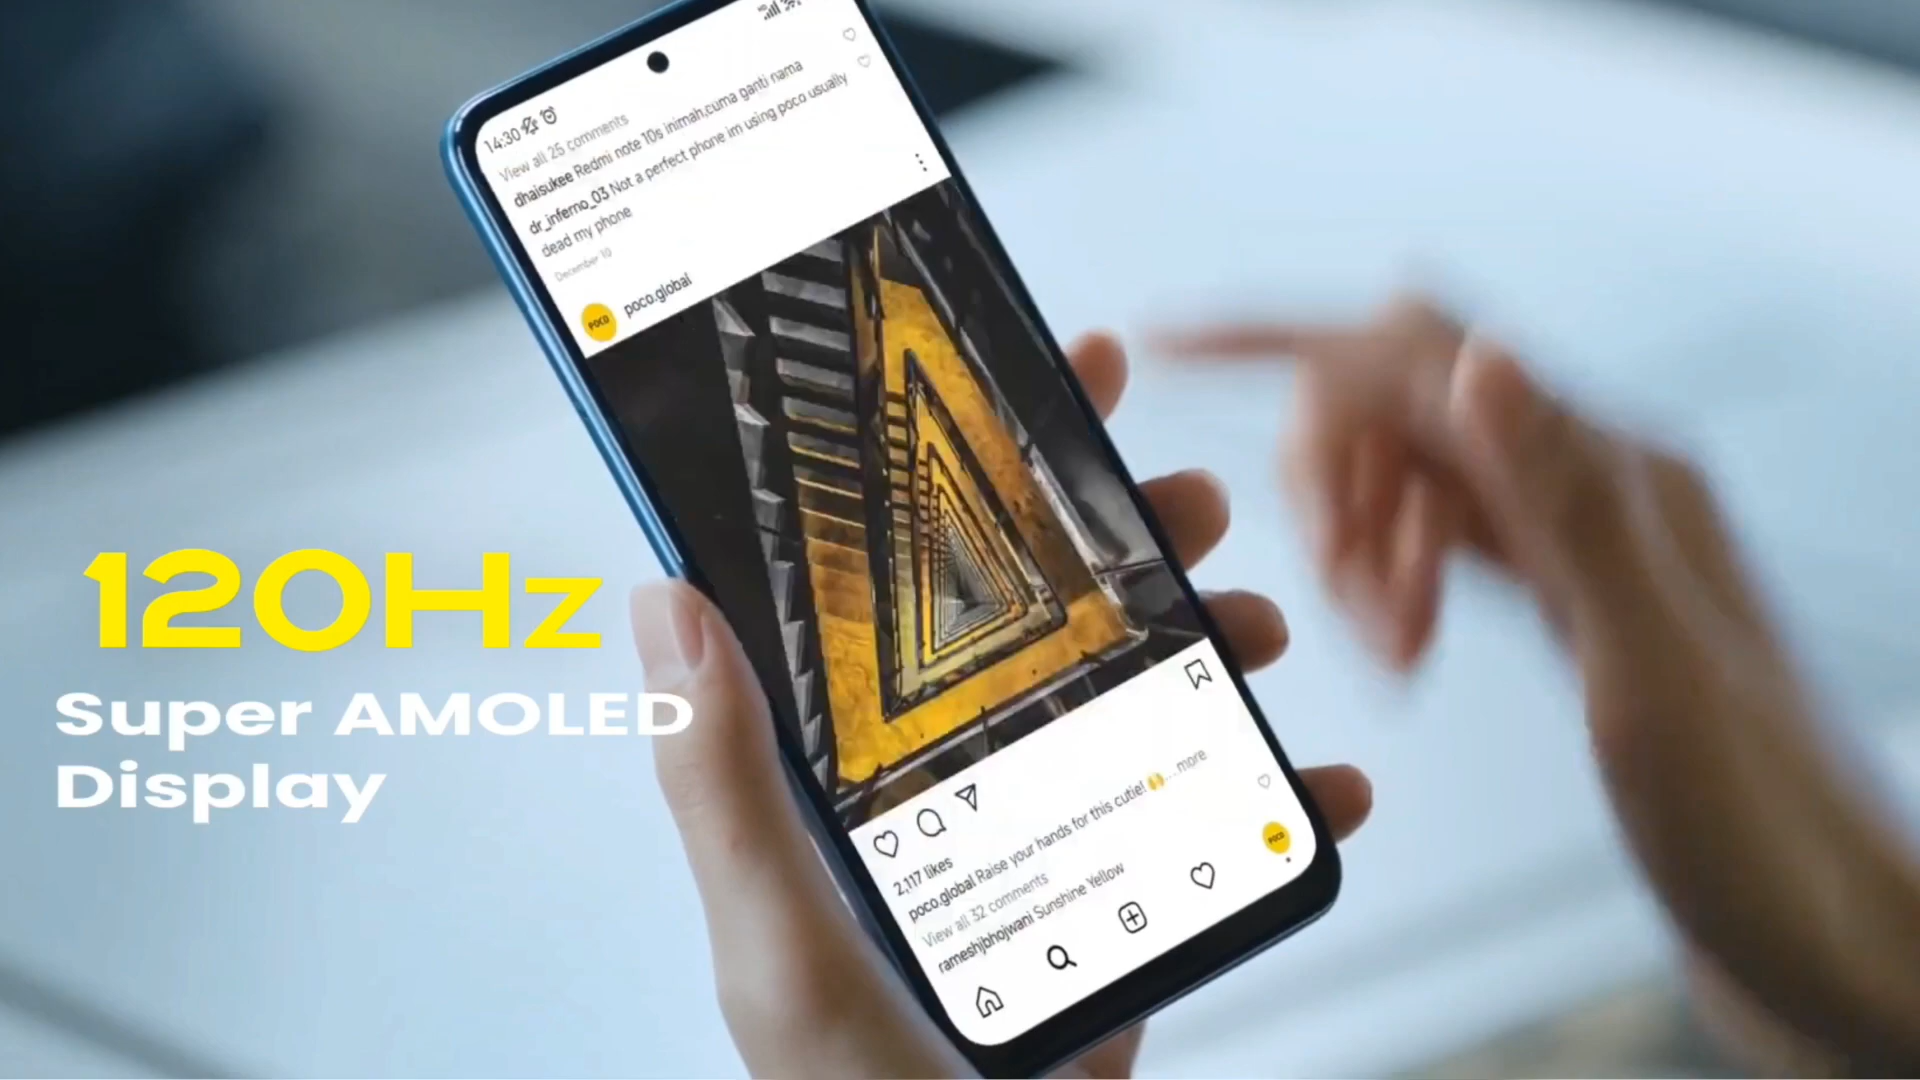 14:30
View all 25 comments
dhaisukee Redmi note 10s inimah,cuma ganti nama
dr_inferno_03 Not a perfect phone im using poco usually
dead my phone
December 10
POCO
poco.global
120Hz
Super AMOLED
Display
2,117 likes
poco.global Raise your hands for this cutie! 🙌... more
View all 32 comments
rameshjbhojwani Sunshine Yellow
POCO